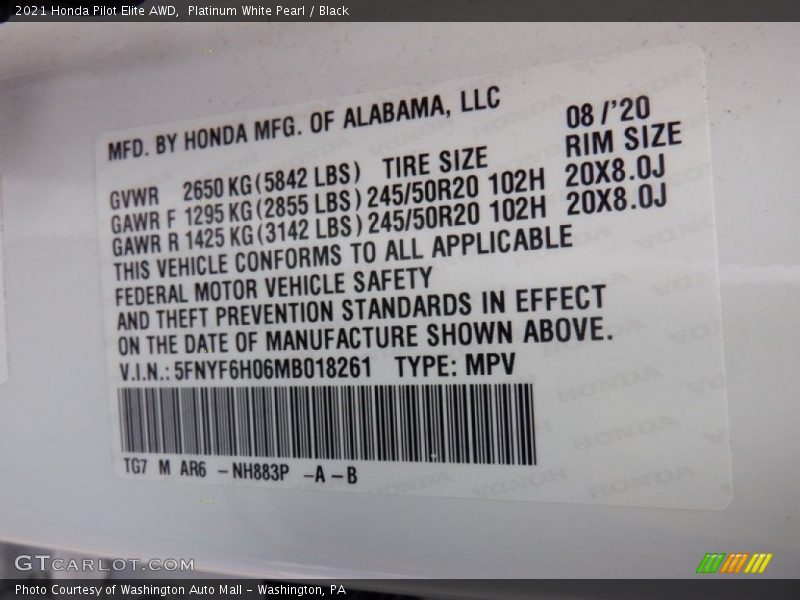 2021 Honda Pilot Elite AWD, Platinum White Pearl / Black
MFD. BY HONDA MFG. OF ALABAMA, LLC 08/'20
GVWR 2650 KG (5842 LBS) TIRE SIZE RIM SIZE
GAWR F 1295 KG (2855 LBS) 245/50R20 102H 20X8.0J
GAWR R 1425 KG (3142 LBS) 245/50R20 102H 20X8.0J
THIS VEHICLE CONFORMS TO ALL APPLICABLE
FEDERAL MOTOR VEHICLE SAFETY
AND THEFT PREVENTION STANDARDS IN EFFECT
ON THE DATE OF MANUFACTURE SHOWN ABOVE.
V.I.N.: 5FNYF6H06MB018261 TYPE: MPV
TG7 M AR6 - NH883P -A - B
GTCARLOT.COM
Photo Courtesy of Washington Auto Mall - Washington, PA